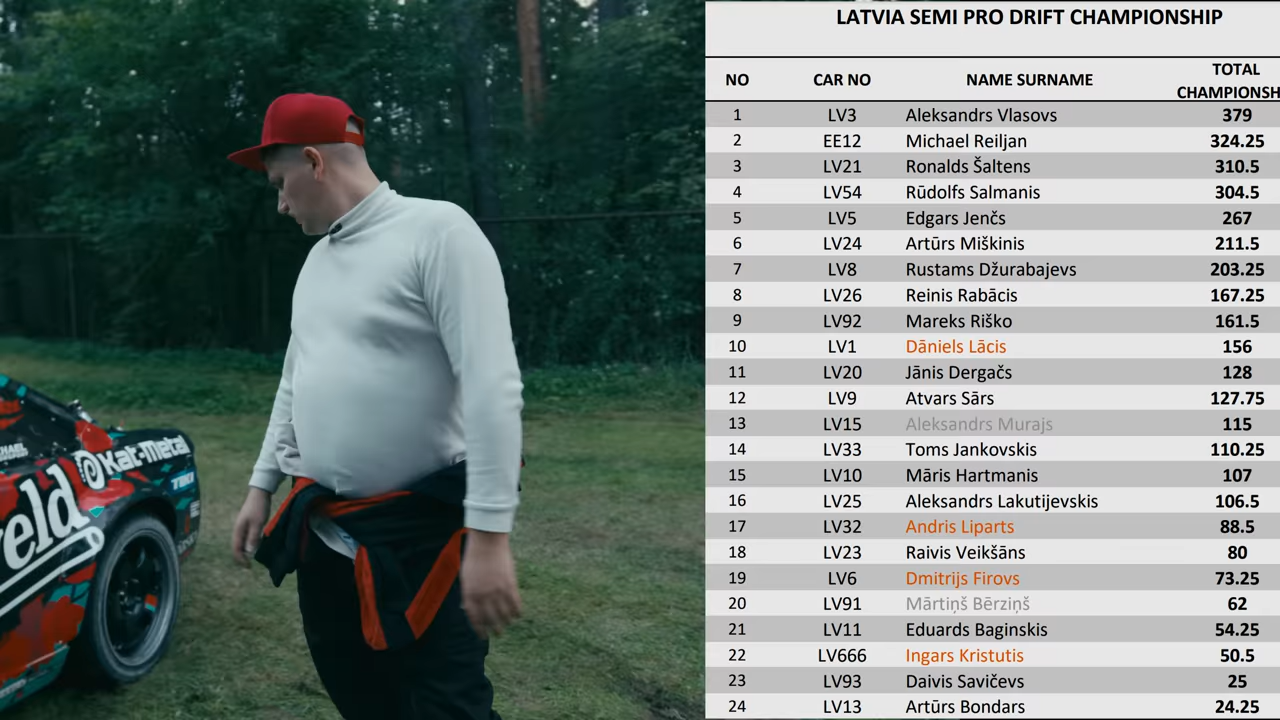 LATVIA SEMI PRO DRIFT CHAMPIONSHIP
NO CAR NO NAME SURNAME TOTAL
CHAMPIONSH
1 LV3 Aleksandrs Vlasovs 379
2 EE12 Michael Reiljan 324.25
3 LV21 Ronalds Šaltens 310.5
4 LV54 Rūdolfs Salmanis 304.5
5 LV5 Edgars Jenčs 267
6 LV24 Artūrs Miškinis 211.5
7 LV8 Rustams Džurabajevs 203.25
8 LV26 Reinis Rabācis 167.25
9 LV92 Mareks Riško 161.5
10 LV1 Dāniels Lācis 156
11 LV20 Jānis Dergačs 128
12 LV9 Atvars Sārs 127.75
13 LV15 Aleksandrs Murajs 115
14 LV33 Toms Jankovskis 110.25
15 LV10 Māris Hartmanis 107
16 LV25 Aleksandrs Lakutijevskis 106.5
17 LV32 Andris Liparts 88.5
18 LV23 Raivis Veikšāns 80
19 LV6 Dmitrijs Firovs 73.25
20 LV91 Mārtiņš Bērziņš 62
21 LV11 Eduards Baginskis 54.25
22 LV666 Ingars Kristutis 50.5
23 LV93 Daivis Savičevs 25
24 LV13 Artūrs Bondars 24.25
Kat-Metal
eld